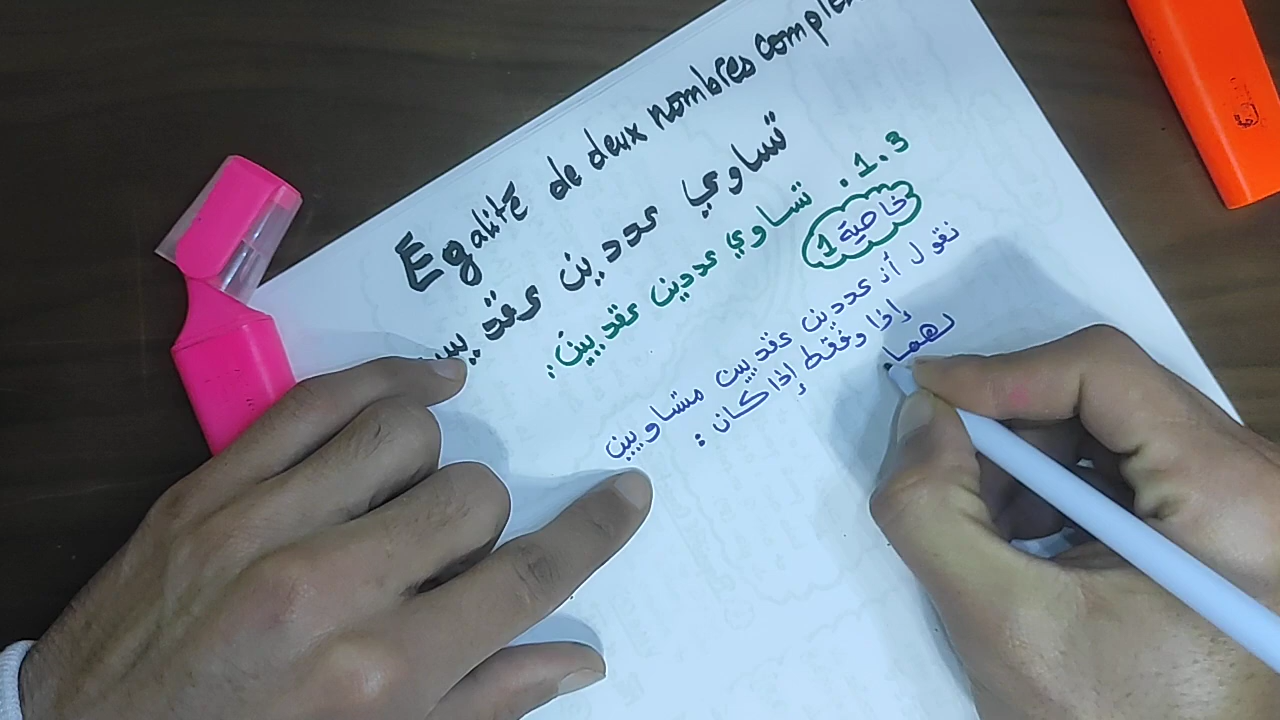 Egalité de deux nombres comple
تساوي عددين عقديين
3.1. تساوي عددين عقديين:
خاصية 1
نقول أن عددين عقديين متساويين
إذا وفقط إذا كان:
لهما